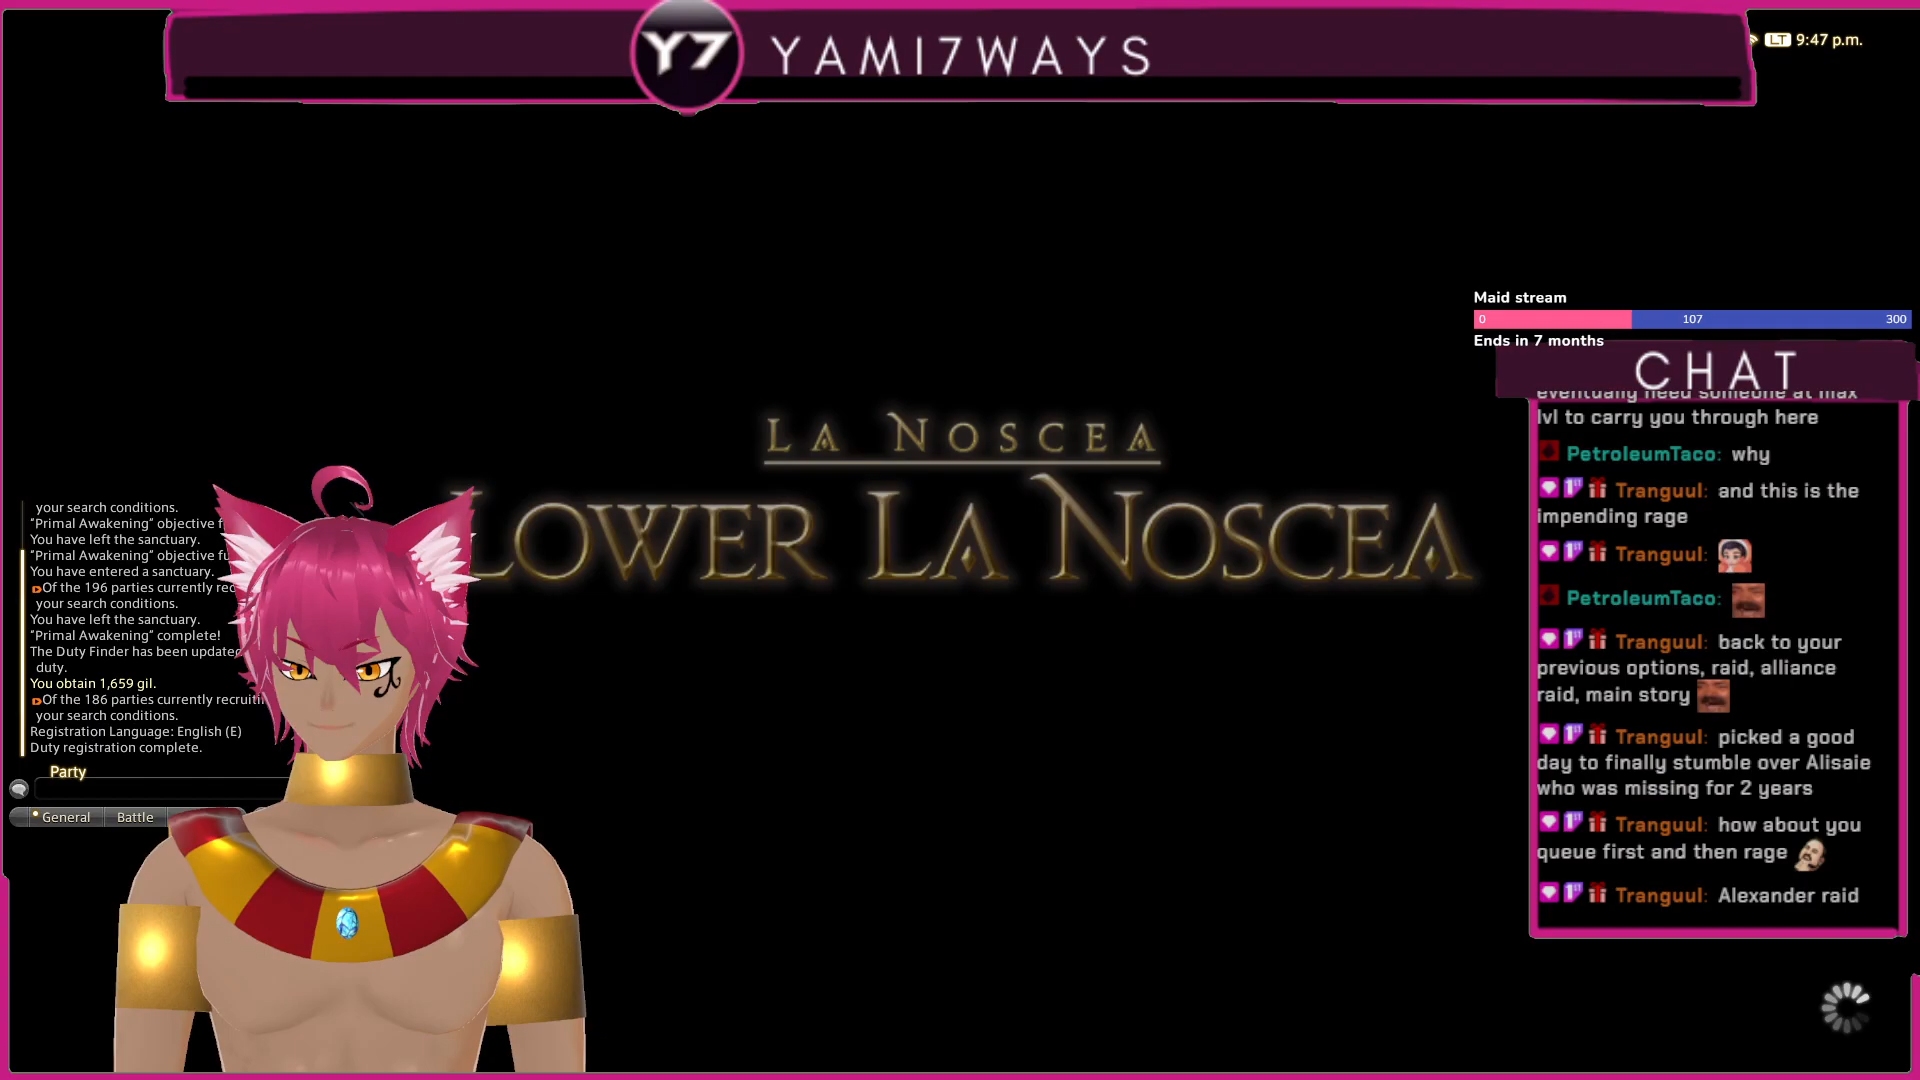 Y7 YAMI7WAYS
LT 9:47 p.m.
Maid stream
0 107 300
Ends in 7 months
CHAT
eventually need someone at max
lvl to carry you through here
PetroleumTaco: why
Tranguul: and this is the
impending rage
Tranguul:
PetroleumTaco:
Tranguul: back to your
previous options, raid, alliance
raid, main story
Tranguul: picked a good
day to finally stumble over Alisaie
who was missing for 2 years
Tranguul: how about you
queue first and then rage
Tranguul: Alexander raid
LA NOSCEA
LOWER LA NOSCEA
your search conditions.
"Primal Awakening" objective
You have left the sanctuary.
"Primal Awakening" objective
You have entered a sanctuary.
Of the 196 parties currently
your search conditions.
You have left the sanctuary.
"Primal Awakening" complete!
The Duty Finder has been updated
duty.
You obtain 1,659 gil.
Of the 186 parties currently
your search conditions.
Registration Language: English (E)
Duty registration complete.
Party
General Battle